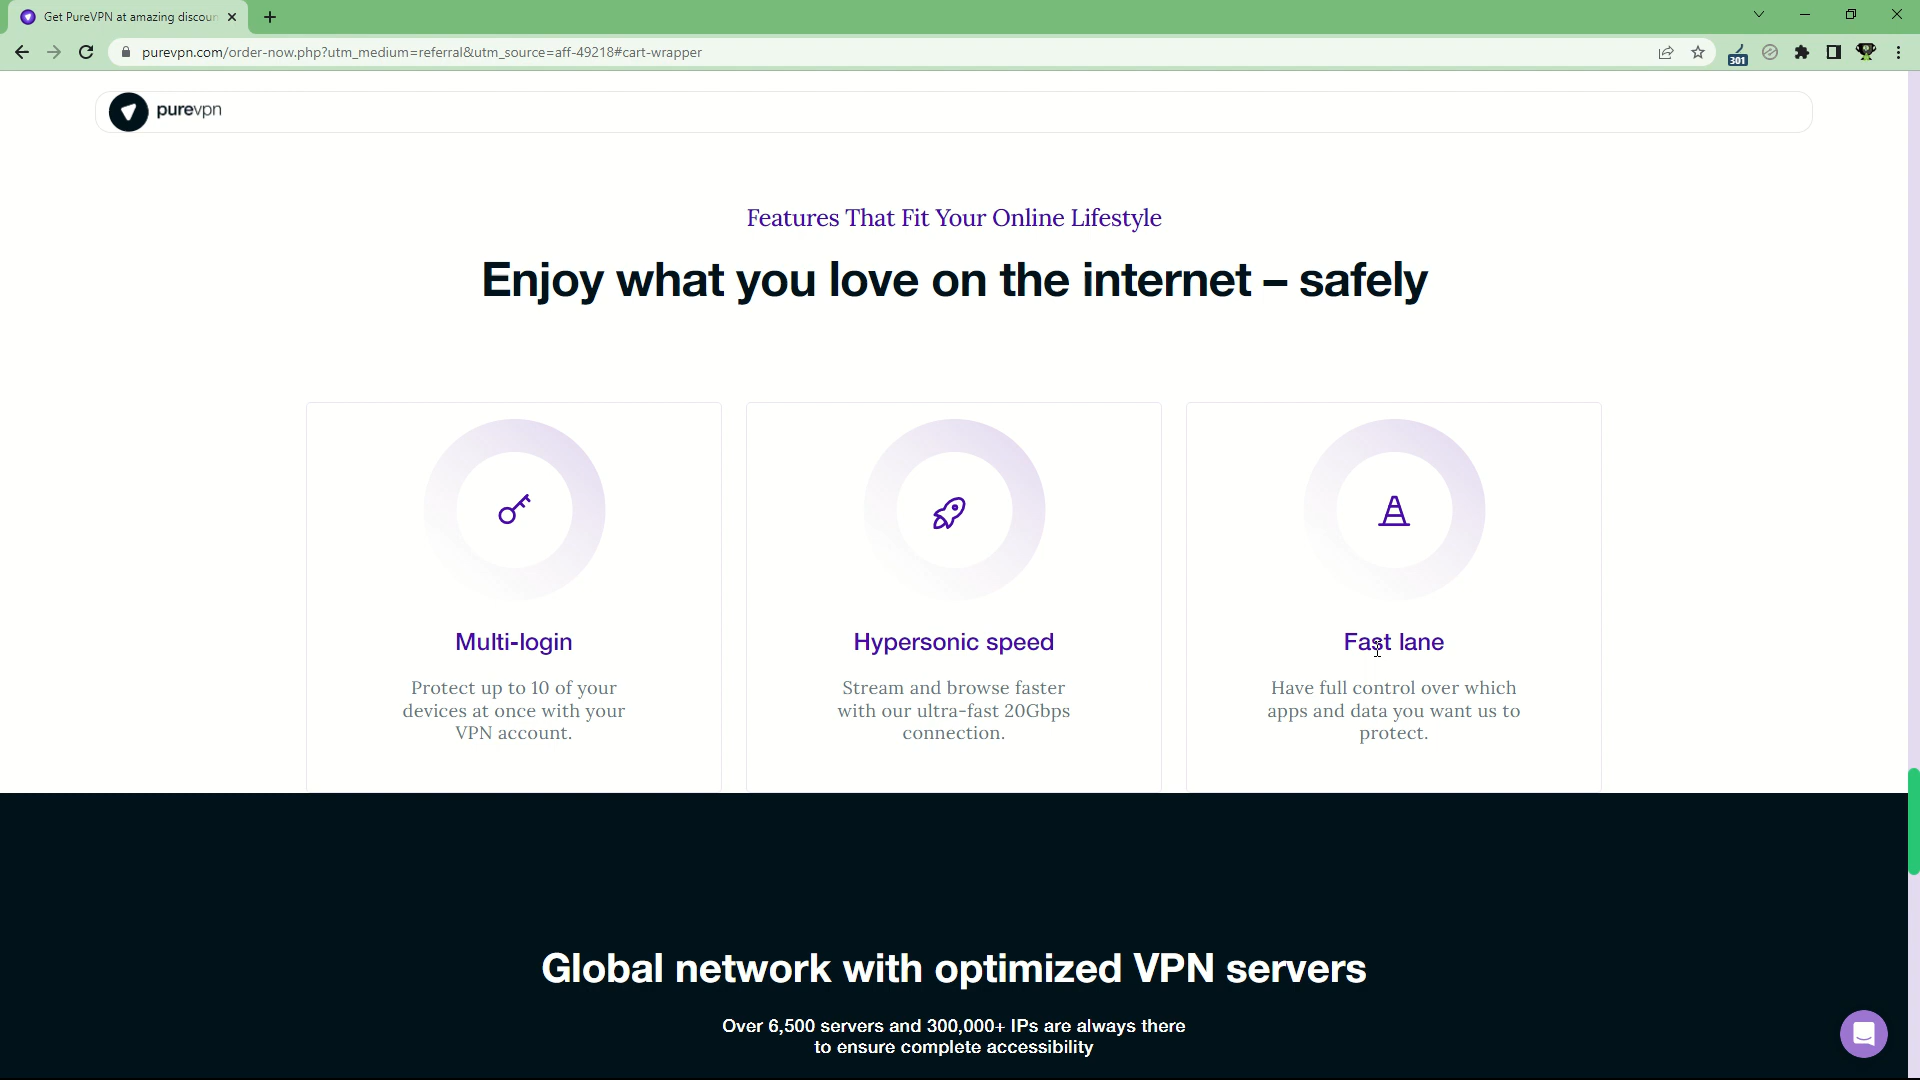 Get PureVPN at amazing discoun
purevpn.com/order-now.php?utm_medium=referral&utm_source=aff-49218#cart-wrapper
301
purevpn
Features That Fit Your Online Lifestyle
Enjoy what you love on the internet – safely
Multi-login
Protect up to 10 of your
devices at once with your
VPN account.
Hypersonic speed
Stream and browse faster
with our ultra-fast 20Gbps
connection.
Fast lane
Have full control over which
apps and data you want us to
protect.
Global network with optimized VPN servers
Over 6,500 servers and 300,000+ IPs are always there
to ensure complete accessibility